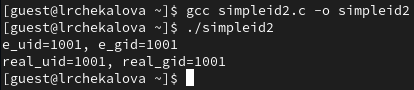 [guest@lrchekalova ~]$ gcc simpleid2.c -o simpleid2
[guest@lrchekalova ~]$ ./simpleid2
e_uid=1001, e_gid=1001
real_uid=1001, real_gid=1001
[guest@lrchekalova ~]$